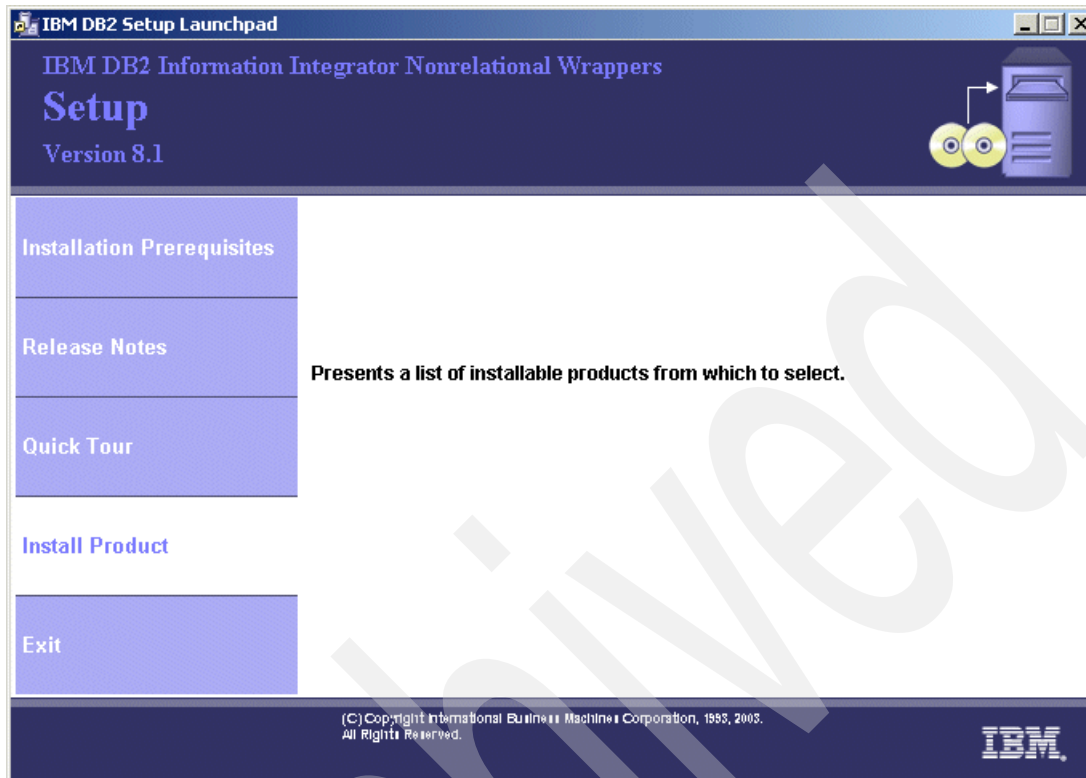 IBM DB2 Setup Launchpad
IBM DB2 Information Integrator Nonrelational Wrappers
Setup
Version 8.1
Installation Prerequisites
Release Notes
Presents a list of installable products from which to select.
Quick Tour
Install Product
Exit
(C)Copyright International Business Machines Corporation, 1993, 2003.
All Rights Reserved.
IBM.